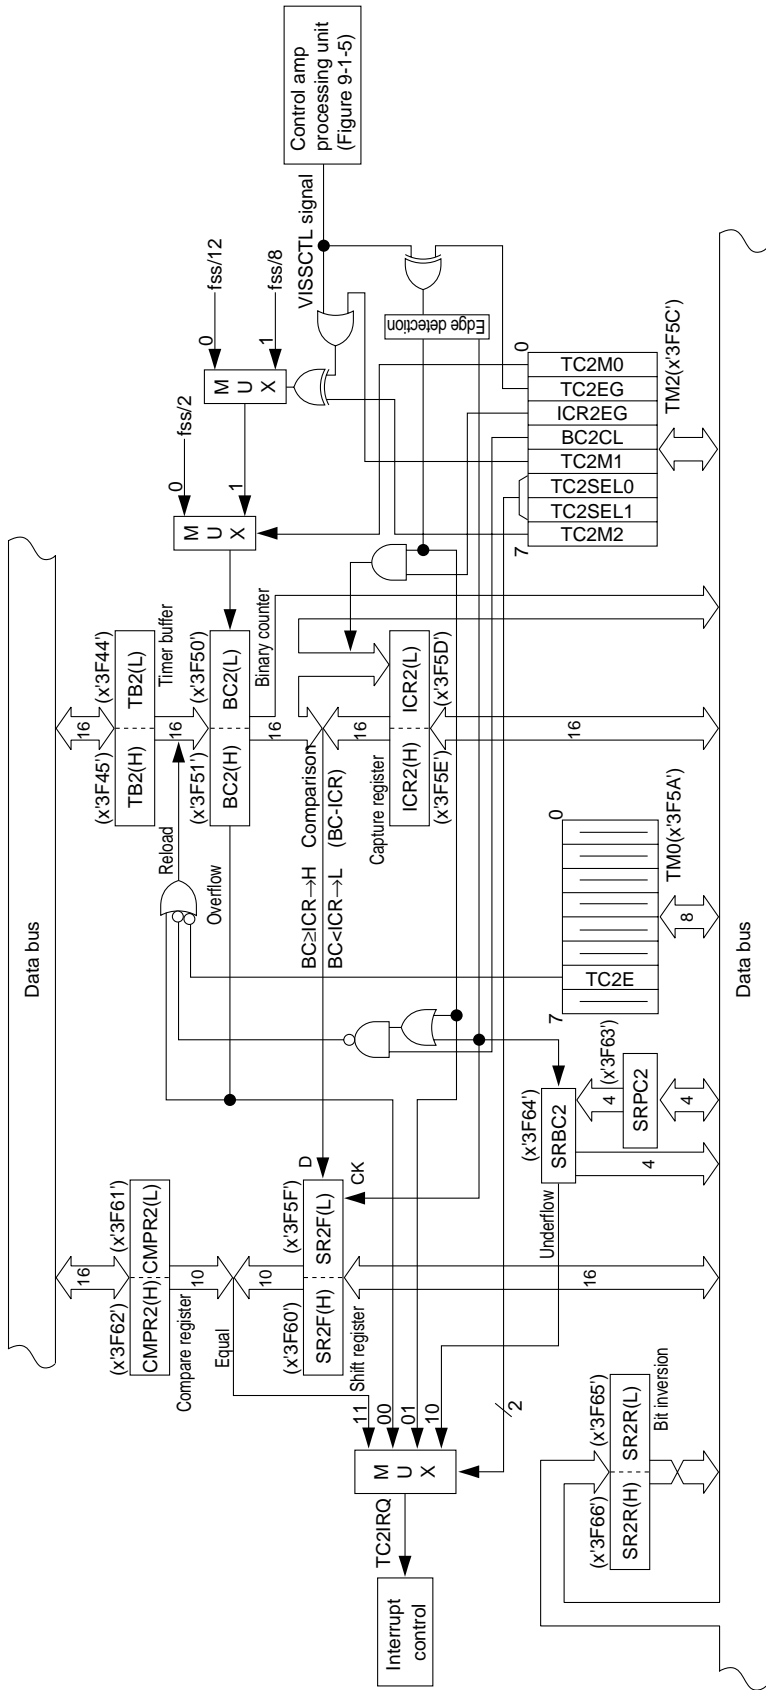 Data bus
(x'3F62')
(x'3F61')
CMPR2(H)
CMPR2(L)
16
Compare register
10
Equal
10
(x'3F60')
(x'3F5F')
SR2F(H)
SR2F(L)
Shift register
D
CK
16
(x'3F45')
(x'3F44')
TB2(H)
TB2(L)
Timer buffer
16
16
Reload
(x'3F51')
(x'3F50')
BC2(H)
BC2(L)
Binary counter
Overflow
16
BC≥ICR→H
BC<ICR→L
Comparison
(BC-ICR)
16
Capture register
ICR2(H)
ICR2(L)
(x'3F5E')
(x'3F5D')
16
M
U
X
0
1
fss/2
M
U
X
0
1
fss/12
fss/8
VISSCTL signal
Control amp
processing unit
(Figure 9-1-5)
Edge detection
Interrupt
control
TC2IRQ
M
U
X
11
00
01
10
2
Underflow
(x'3F64')
SRBC2
4
(x'3F63')
SRPC2
4
4
7
0
TC2E
TM0(x'3F5A')
8
7
0
TC2M2
TC2SEL1
TC2SEL0
TC2M1
BC2CL
ICR2EG
TC2EG
TC2M0
TM2(x'3F5C')
(x'3F66')
(x'3F65')
SR2R(H)
SR2R(L)
Bit inversion
Data bus